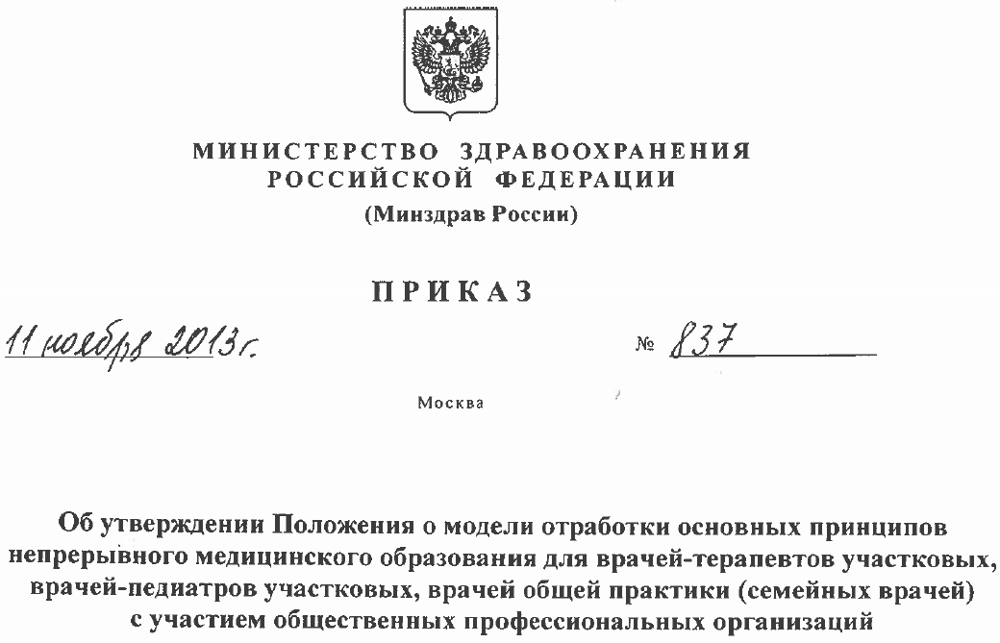 МИНИСТЕРСТВО ЗДРАВООХРАНЕНИЯ
РОССИЙСКОЙ ФЕДЕРАЦИИ
(Минздрав России)
ПРИКАЗ
11 ноября 2013г. № 837
Москва
Об утверждении Положения о модели отработки основных принципов
непрерывного медицинского образования для врачей-терапевтов участковых,
врачей-педиатров участковых, врачей общей практики (семейных врачей)
с участием общественных профессиональных организаций